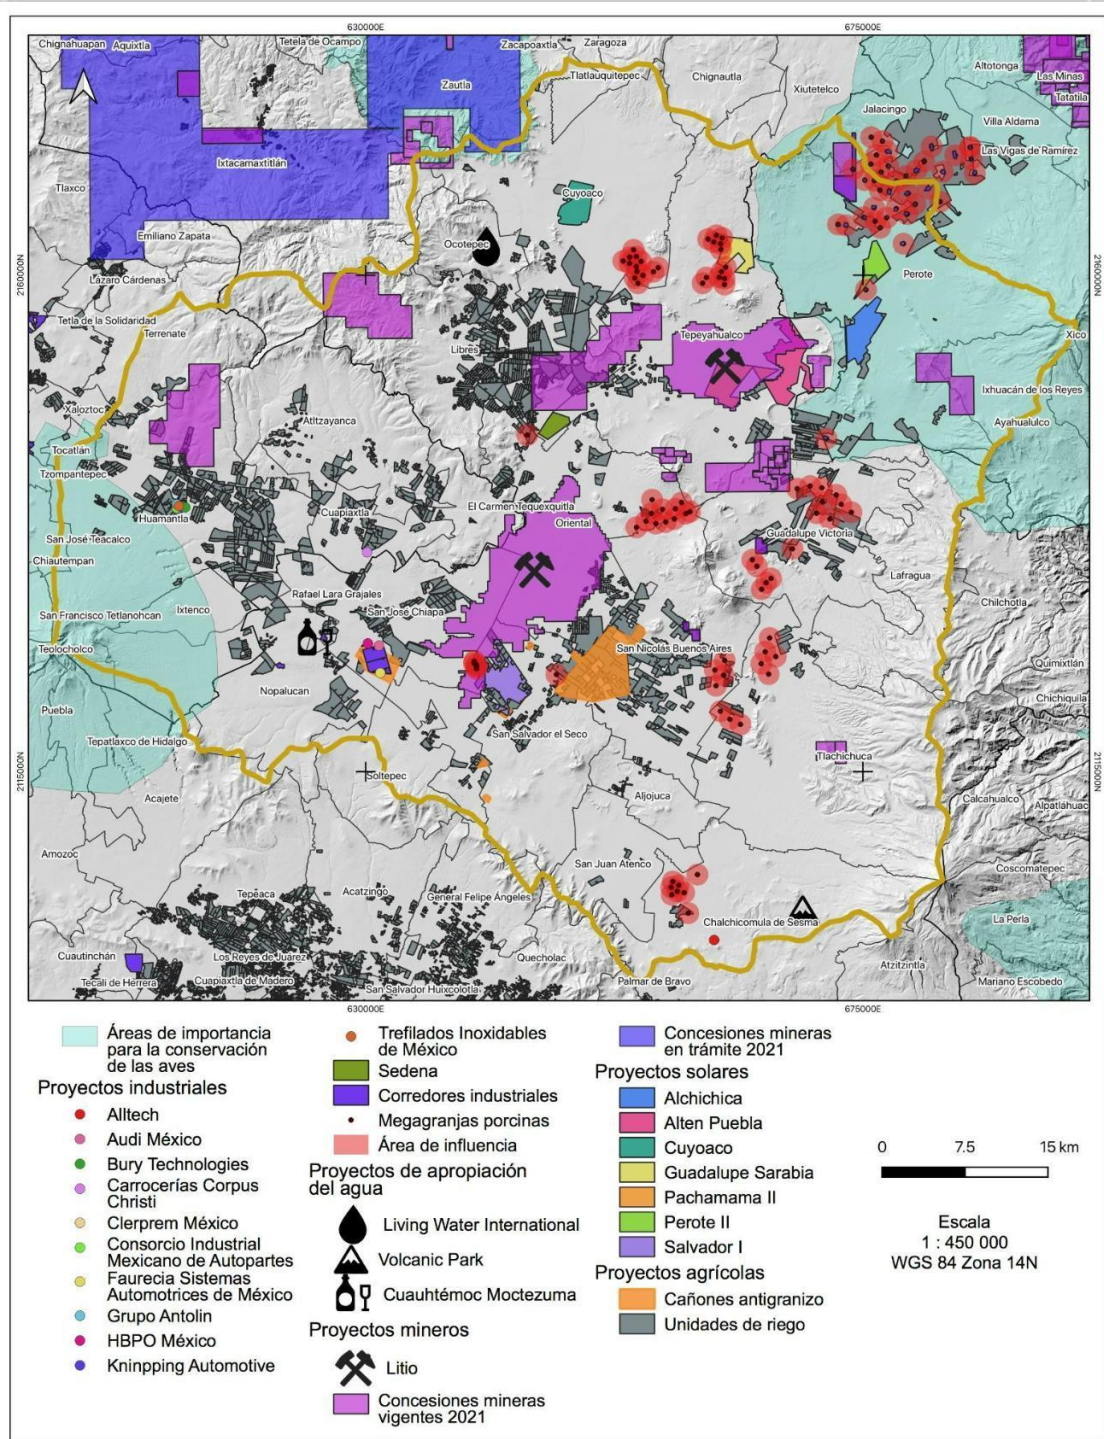 630000E
675000E
Chignahuapan
Aquixtla
Tetela de Ocampo
Zacapoaxtla
Zaragoza
Zautla
Tlatlauquitepec
Chignautla
Xiutetelco
Altotonga
Las Minas
Tatatila
Jalacingo
Villa Aldama
Las Vigas de Ramírez
Ixtacamaxtitlán
Tlaxco
Cuyoaco
Emiliano Zapata
Ocotepec
Lázaro Cárdenas
Perote
2160000N
2160000N
Tetla de la Solidaridad
Terrenate
Tepeyahualco
Xico
Libres
Ixhuacán de los Reyes
Xaloztoc
Atltzayanca
Ayahualulco
Tocatlán
Tzompantepec
Huamantla
Cuapiaxtla
El Carmen Tequexquitla
Oriental
Guadalupe Victoria
San José Teacalco
Chiautempan
Lafragua
Rafael Lara Grajales
San José Chiapa
Chilchotla
San Francisco Tetlanohcan
Ixtenco
Teolocholco
San Nicolás Buenos Aires
Quimixtlán
Nopalucan
Chichiquila
Puebla
San Salvador el Seco
Tepatlaxco de Hidalgo
Tlachichuca
2115000N
2115000N
Soltepec
Acajete
Aljojuca
Calcahualco
Alpatláhuac
Amozoc
San Juan Atenco
Coscomatepec
Tepeaca
Acatzingo
General Felipe Ángeles
Chalchicomula de Sesma
La Perla
Cuautinchán
Los Reyes de Juárez
Quecholac
Atzitzintla
Tecali de Herrera
Cuapiaxtla de Madero
San Salvador Huixcolotla
Palmar de Bravo
Mariano Escobedo
630000E
675000E
Áreas de importancia
para la conservación
de las aves
Proyectos industriales
Alltech
Audi México
Bury Technologies
Carrocerías Corpus
Christi
Clerprem México
Consorcio Industrial
Mexicano de Autopartes
Faurecia Sistemas
Automotrices de México
Grupo Antolin
HBPO México
Kninpping Automotive
Trefilados Inoxidables
de México
Sedena
Corredores industriales
Megagranjas porcinas
Área de influencia
Proyectos de apropiación
del agua
Living Water International
Volcanic Park
Cuauhtémoc Moctezuma
Proyectos mineros
Litio
Concesiones mineras
vigentes 2021
Concesiones mineras
en trámite 2021
Proyectos solares
Alchichica
Alten Puebla
Cuyoaco
Guadalupe Sarabia
Pachamama II
Perote II
Salvador I
Proyectos agrícolas
Cañones antigranizo
Unidades de riego
0 7.5 15 km
Escala
1 : 450 000
WGS 84 Zona 14N